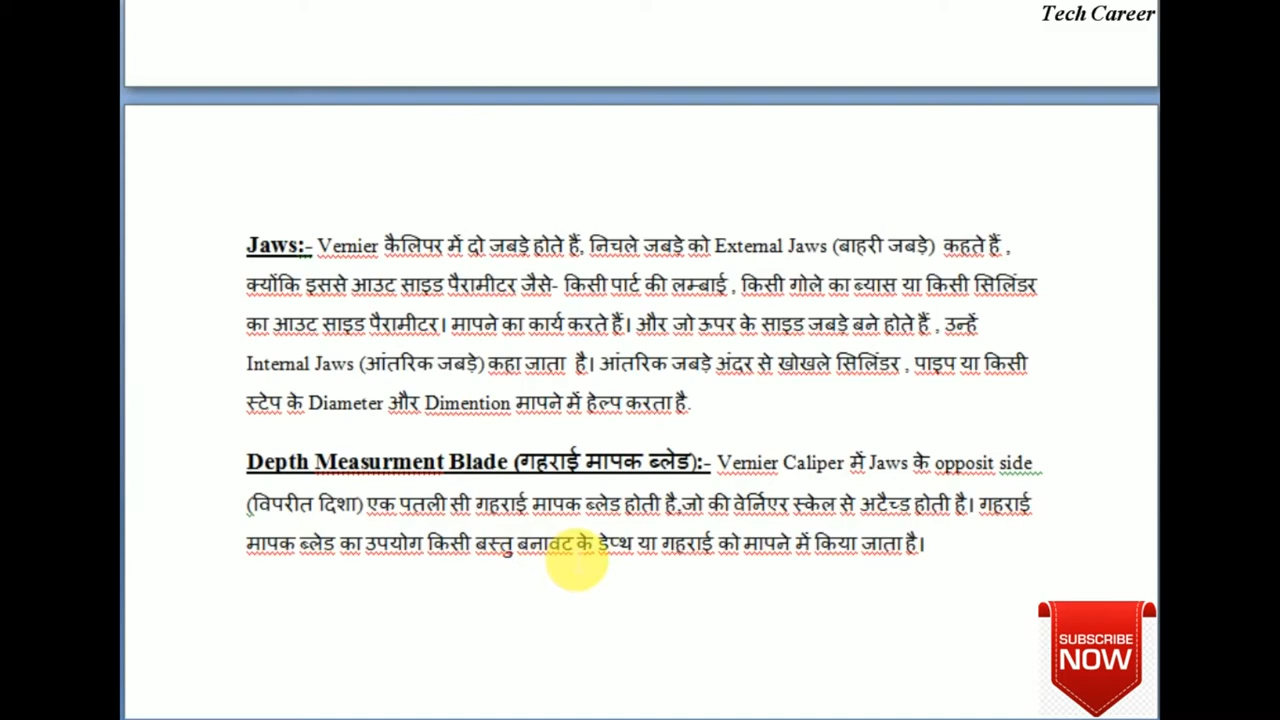 Tech Career
Jaws:- Vernier कैलिपर में दो जबड़े होते हैं, निचले जबड़े को External Jaws (बाहरी जबड़े) कहते हैं ,
क्योंकि इससे आउट साइड पैरामीटर जैसे- किसी पार्ट की लम्बाई , किसी गोले का ब्यास या किसी सिलिंडर
का आउट साइड पैरामीटर। मापने का कार्य करते हैं। और जो ऊपर के साइड जबड़े बने होते हैं , उन्हें
Internal Jaws (आंतरिक जबड़े) कहा जाता है। आंतरिक जबड़े अंदर से खोखले सिलिंडर , पाइप या किसी
स्टेप के Diameter और Dimention मापने में हेल्प करता है.
Depth Measurment Blade (गहराई मापक ब्लेड):- Vernier Caliper में Jaws के opposit side
(विपरीत दिशा) एक पतली सी गहराई मापक ब्लेड होती है,जो की वेर्निएर स्केल से अटैच्ड होती है। गहराई
मापक ब्लेड का उपयोग किसी बस्तु बनावट के डेप्थ या गहराई को मापने में किया जाता है।
SUBSCRIBE
NOW